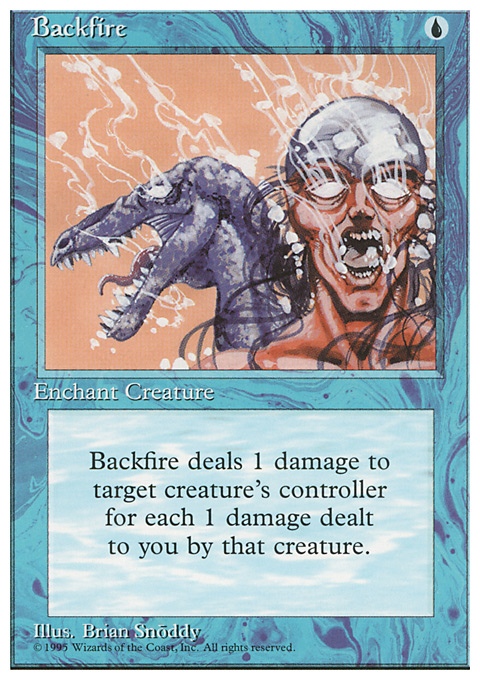 Backfire
Enchant Creature
Backfire deals 1 damage to
target creature's controller
for each 1 damage dealt
to you by that creature.
Illus. Brian Snōddy
© 1995 Wizards of the Coast, Inc. All rights reserved.